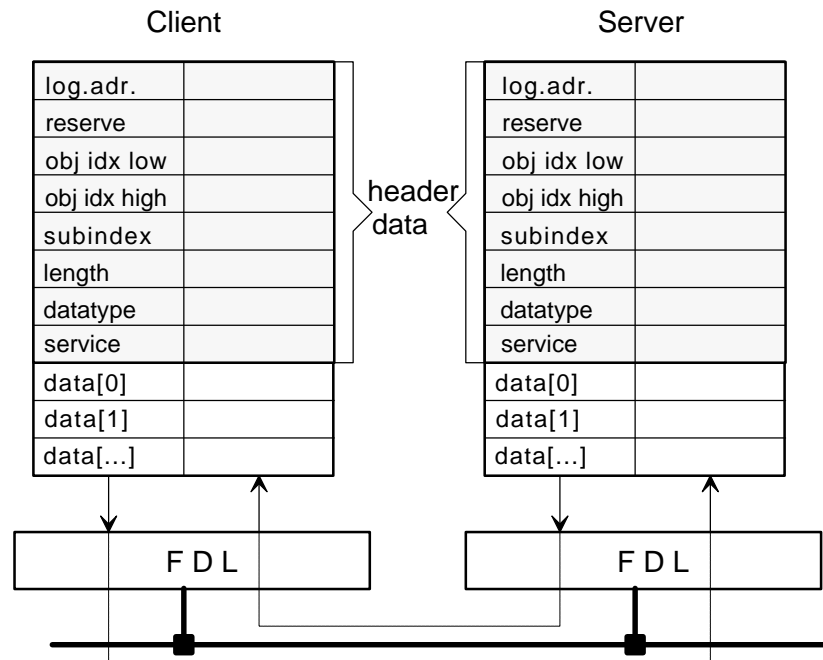 Client
Server
log.adr.
reserve
obj idx low
obj idx high
subindex
length
datatype
service
data[0]
data[1]
data[...]
header
data
log.adr.
reserve
obj idx low
obj idx high
subindex
length
datatype
service
data[0]
data[1]
data[...]
F D L
F D L